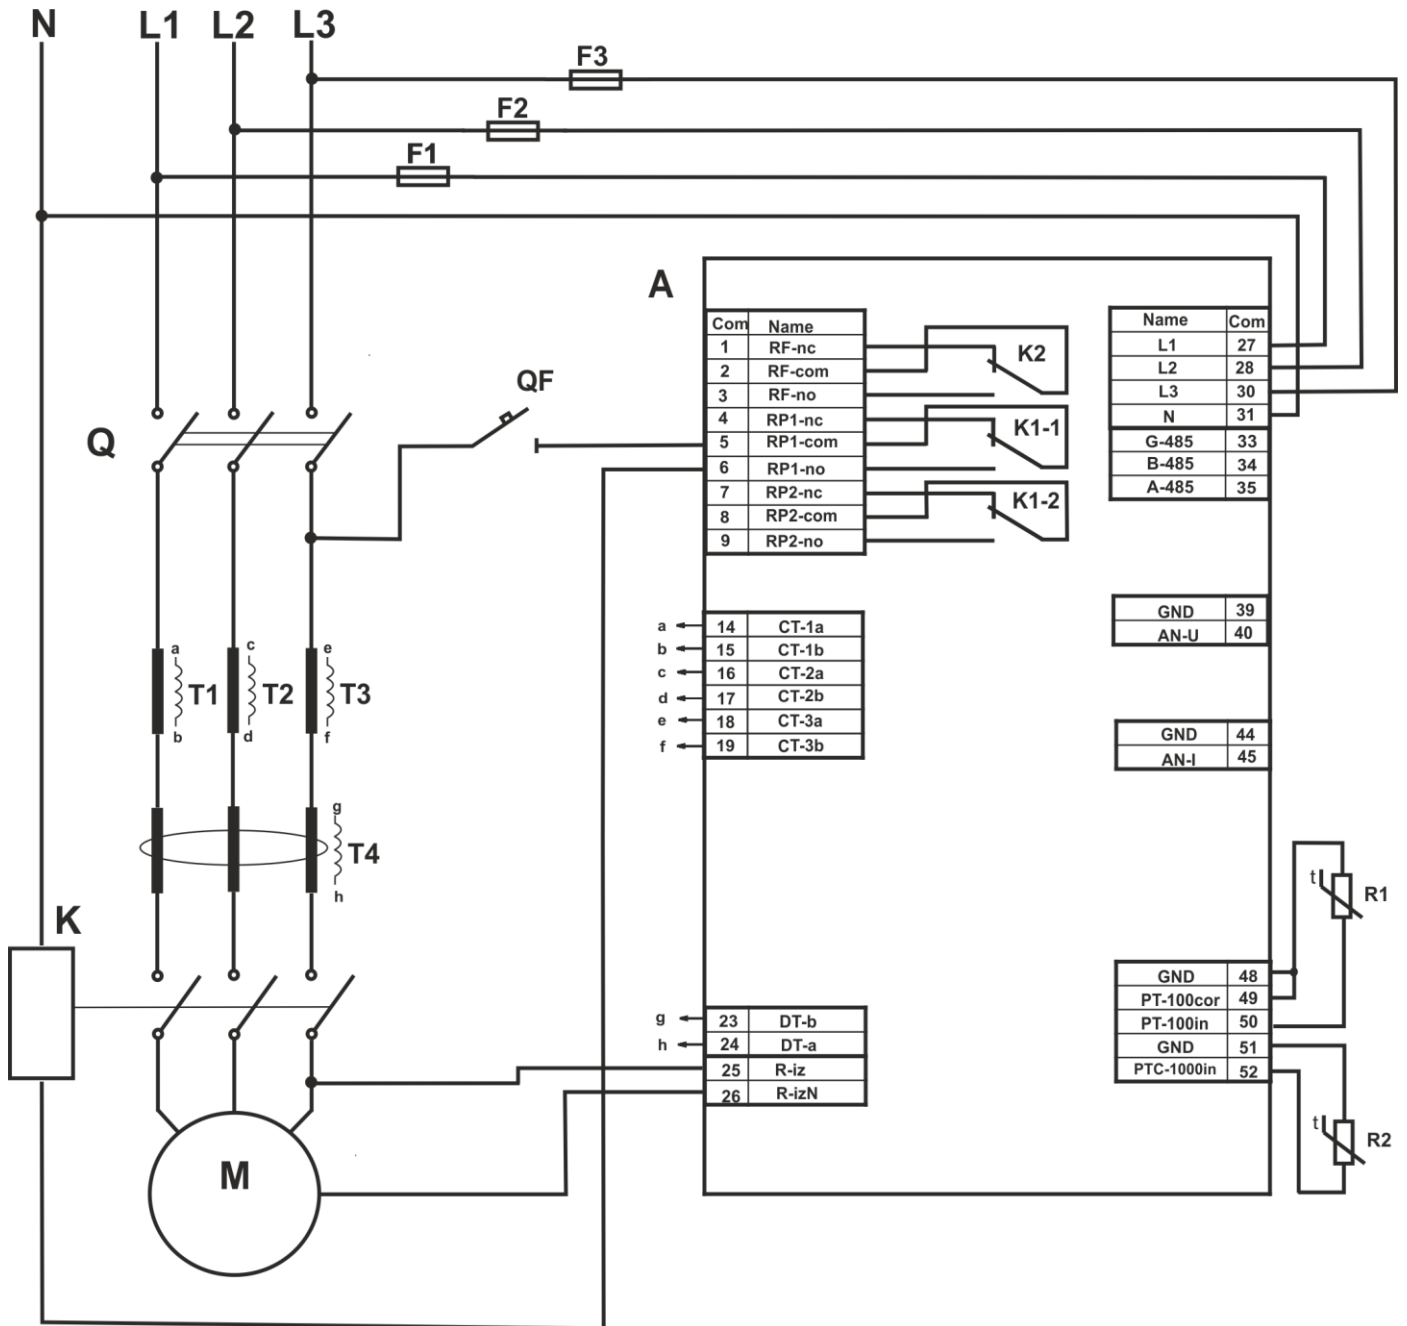 N L1 L2 L3
F3
F2
F1
A
Com Name
1 RF-nc
2 RF-com
3 RF-no
4 RP1-nc
5 RP1-com
6 RP1-no
7 RP2-nc
8 RP2-com
9 RP2-no
K2
K1-1
K1-2
Name Com
L1 27
L2 28
L3 30
N 31
G-485 33
B-485 34
A-485 35
QF
Q
a c e
T1 T2 T3
b d f
a 14 CT-1a
b 15 CT-1b
c 16 CT-2a
d 17 CT-2b
e 18 CT-3a
f 19 CT-3b
GND 39
AN-U 40
GND 44
AN-I 45
g
T4
h
K
t R1
GND 48
PT-100cor 49
PT-100in 50
GND 51
PTC-1000in 52
g 23 DT-b
h 24 DT-a
25 R-iz
26 R-izN
t R2
M